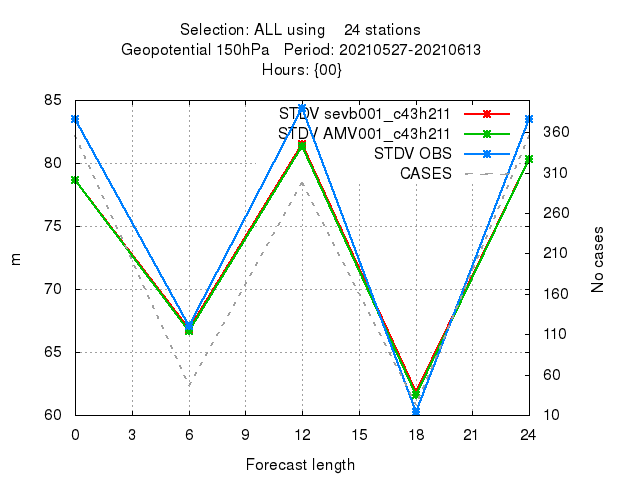 Selection: ALL using 24 stations
Geopotential 150hPa Period: 20210527-20210613
Hours: {00}
STDV sevb001_c43h211
STDV AMV001_c43h211
STDV OBS
CASES
85
80
75
70
65
60
m
360
310
260
210
160
110
60
10
No cases
0 3 6 9 12 15 18 21 24
Forecast length